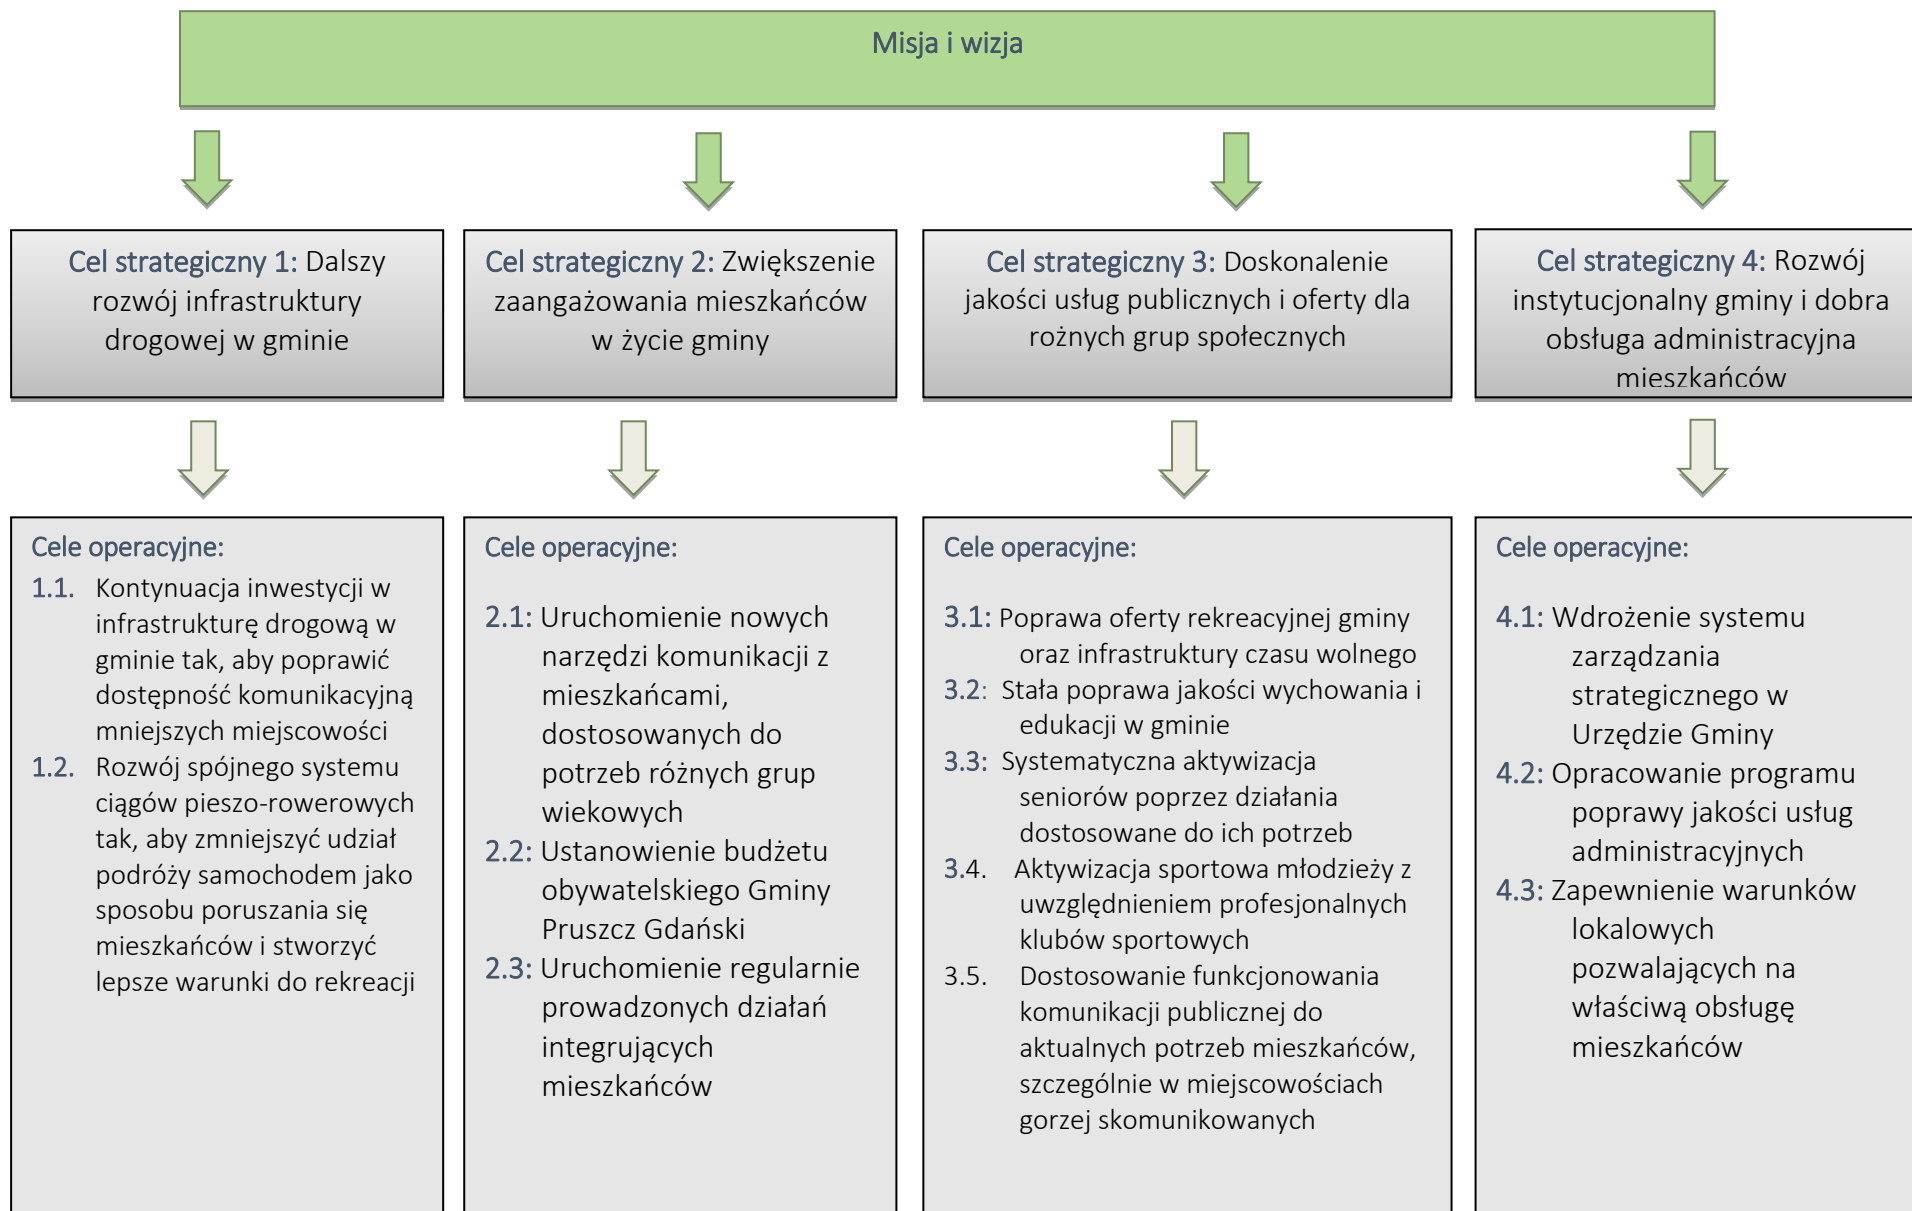 Misja i wizja
Cel strategiczny 1: Dalszy
rozwój infrastruktury
drogowej w gminie
Cel strategiczny 2: Zwiększenie
zaangażowania mieszkańców
w życie gminy
Cel strategiczny 3: Doskonalenie
jakości usług publicznych i oferty dla
rożnych grup społecznych
Cel strategiczny 4: Rozwój
instytucjonalny gminy i dobra
obsługa administracyjna
mieszkańców
Cele operacyjne:
1.1. Kontynuacja inwestycji w
infrastrukturę drogową w
gminie tak, aby poprawić
dostępność komunikacyjną
mniejszych miejscowości
1.2. Rozwój spójnego systemu
ciągów pieszo-rowerowych
tak, aby zmniejszyć udział
podróży samochodem jako
sposobu poruszania się
mieszkańców i stworzyć
lepsze warunki do rekreacji
Cele operacyjne:
2.1: Uruchomienie nowych
narzędzi komunikacji z
mieszkańcami,
dostosowanych do
potrzeb różnych grup
wiekowych
2.2: Ustanowienie budżetu
obywatelskiego Gminy
Pruszcz Gdański
2.3: Uruchomienie regularnie
prowadzonych działań
integrujących
mieszkańców
Cele operacyjne:
3.1: Poprawa oferty rekreacyjnej gminy
oraz infrastruktury czasu wolnego
3.2: Stała poprawa jakości wychowania i
edukacji w gminie
3.3: Systematyczna aktywizacja
seniorów poprzez działania
dostosowane do ich potrzeb
3.4. Aktywizacja sportowa młodzieży z
uwzględnieniem profesjonalnych
klubów sportowych
3.5. Dostosowanie funkcjonowania
komunikacji publicznej do
aktualnych potrzeb mieszkańców,
szczególnie w miejscowościach
gorzej skomunikowanych
Cele operacyjne:
4.1: Wdrożenie systemu
zarządzania
strategicznego w
Urzędzie Gminy
4.2: Opracowanie programu
poprawy jakości usług
administracyjnych
4.3: Zapewnienie warunków
lokalowych
pozwalających na
właściwą obsługę
mieszkańców